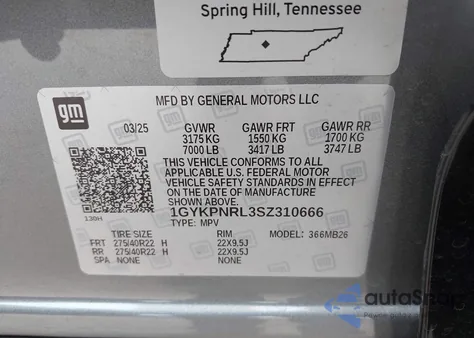 Spring Hill, Tennessee
gm
MFD BY GENERAL MOTORS LLC
03/25 GVWR GAWR FRT GAWR RR
3175 KG 1550 KG 1700 KG
7000 LB 3417 LB 3747 LB
THIS VEHICLE CONFORMS TO ALL
APPLICABLE U.S. FEDERAL MOTOR
VEHICLE SAFETY STANDARDS IN EFFECT
ON THE DATE OF MANUFACTURE
SHOWN ABOVE.
1GYKPNRL3SZ310666
130H TYPE: MPV
TIRE SIZE RIM MODEL: 366MB26
FRT 275/40R22 H 22X9.5J
RR 275/40R22 H 22X9.5J
SPA NONE NONE